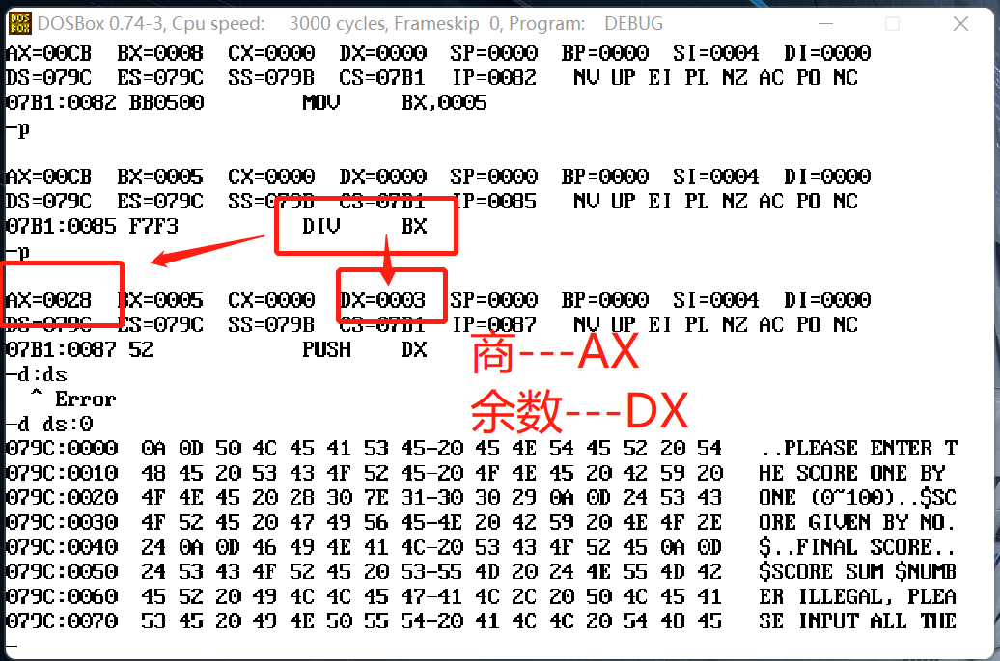 DOS BOX DOSBox 0.74-3, Cpu speed: 3000 cycles, Frameskip 0, Program: DEBUG
AX=00CB BX=0008 CX=0000 DX=0000 SP=0000 BP=0000 SI=0004 DI=0000
DS=079C ES=079C SS=079B CS=07B1 IP=0082 NV UP EI PL NZ AC PO NC
07B1:0082 BB0500 MOV BX,0005
-p
AX=00CB BX=0005 CX=0000 DX=0000 SP=0000 BP=0000 SI=0004 DI=0000
DS=079C ES=079C SS=079B CS=07B1 IP=0085 NV UP EI PL NZ AC PO NC
07B1:0085 F7F3 DIV BX
-p
AX=0028 BX=0005 CX=0000 DX=0003 SP=0000 BP=0000 SI=0004 DI=0000
DS=079C ES=079C SS=079B CS=07B1 IP=0087 NV UP EI PL NZ AC PO NC
07B1:0087 52 PUSH DX
商---AX
-d:ds
^ Error
余数---DX
-d ds:0
079C:0000 0A 0D 50 4C 45 41 53 45-20 45 4E 54 45 52 20 54 ..PLEASE ENTER T
079C:0010 48 45 20 53 43 4F 52 45-20 4F 4E 45 20 42 59 20 HE SCORE ONE BY
079C:0020 4F 4E 45 20 28 30 7E 31-30 30 29 0A 0D 24 53 43 ONE (0~100)..$SC
079C:0030 4F 52 45 20 47 49 56 45-4E 20 42 59 20 4E 4F 2E ORE GIVEN BY NO.
079C:0040 24 0A 0D 46 49 4E 41 4C-20 53 43 4F 52 45 0A 0D $..FINAL SCORE..
079C:0050 24 53 43 4F 52 45 20 53-55 4D 20 24 4E 55 4D 42 $SCORE SUM $NUMB
079C:0060 45 52 20 49 4C 4C 45 47-41 4C 2C 20 50 4C 45 41 ER ILLEGAL, PLEA
079C:0070 53 45 20 49 4E 50 55 54-20 41 4C 4C 20 54 48 45 SE INPUT ALL THE
-